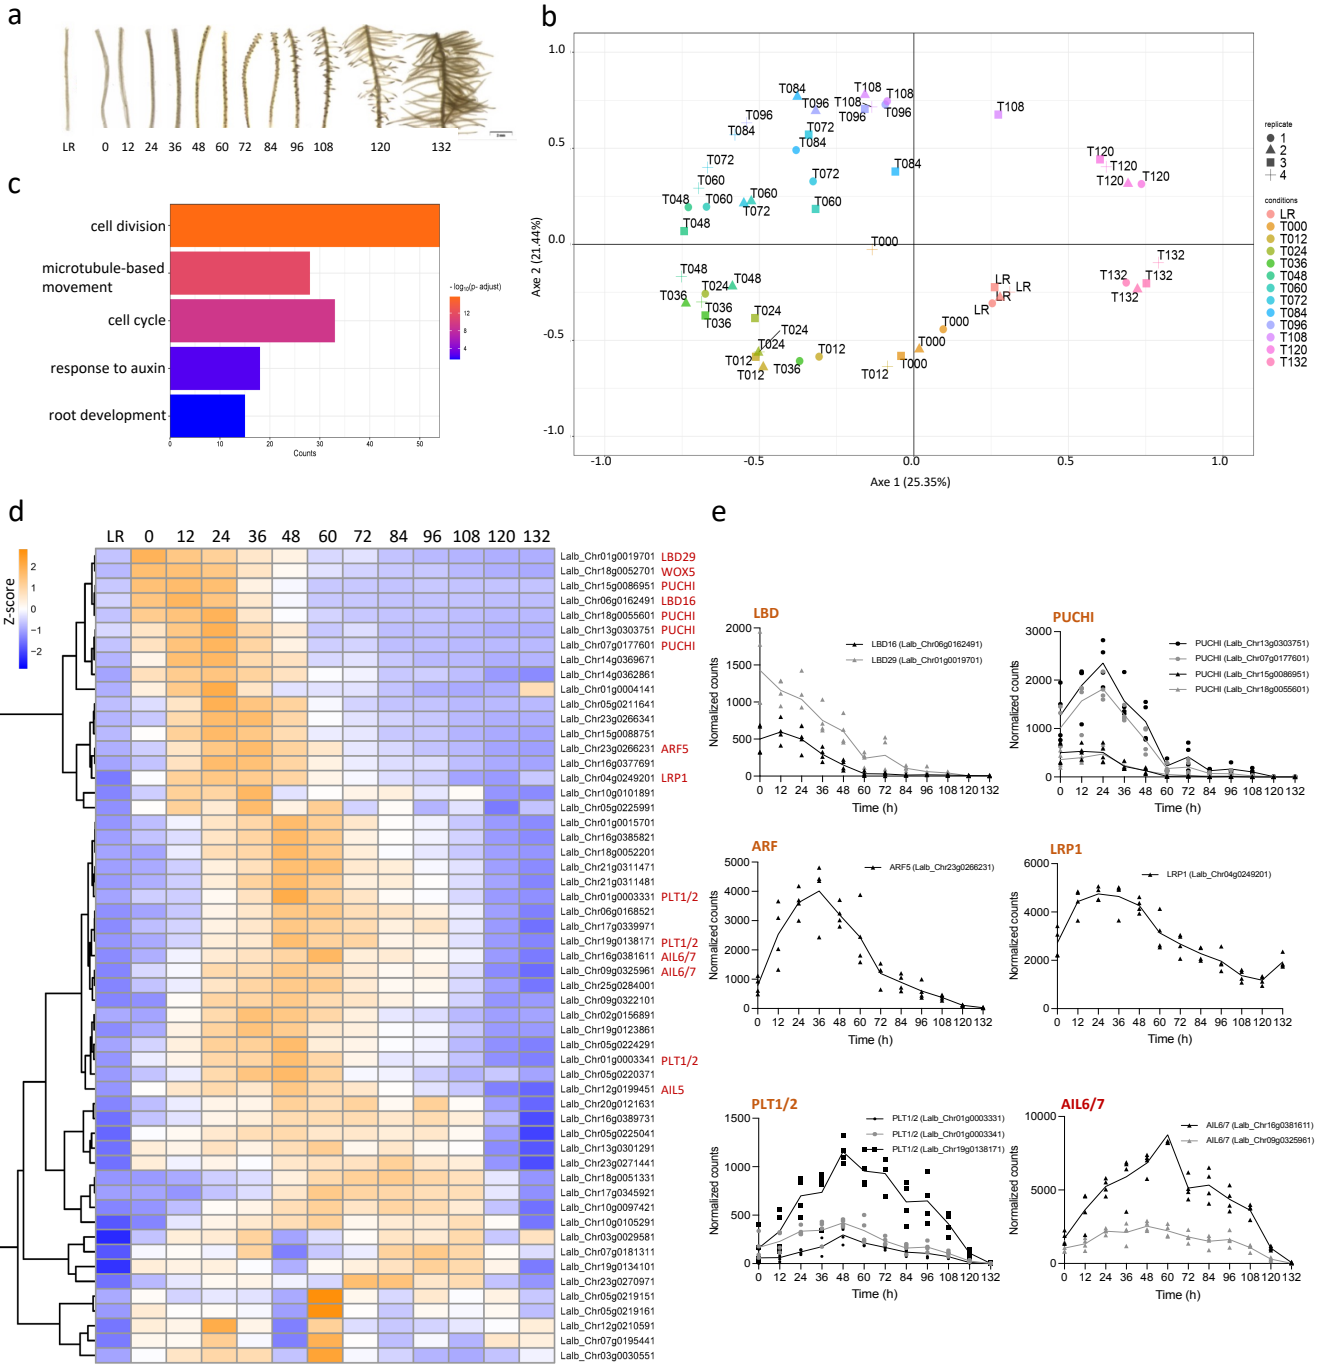 a
LR 0 12 24 36 48 60 72 84 96 108 120 132
b
1.0
0.5
0.0
-0.5
-1.0
-1.0 -0.5 0.0 0.5 1.0
Axe 2 (21.44%)
Axe 1 (25.35%)
T084 T108
T096 T108 T108
T096 T096 T108
T084 T072
T084
T072 T084
T060 T072
T048 T060 T060 T060
T072
T048
T120
T120
T120 T120
T000
T048
T048
T024
T036
T036
T036
T024
T024
T024
T012
T012
T036
T012
T012
T000
T000
T000
LR
LR
LR
LR
T132
T132 T132
T132
replicate
1
2
3
4
conditions
LR
T000
T012
T024
T036
T048
T060
T072
T084
T096
T108
T120
T132
c
cell division
microtubule-based
movement
cell cycle
response to auxin
root development
0 10 20 30 40 50
Counts
- log10(p- adjust)
12
8
4
d
Z-score
2
1
0
-1
-2
LR 0 12 24 36 48 60 72 84 96 108 120 132
Lalb_Chr01g0019701 LBD29
Lalb_Chr18g0052701 WOX5
Lalb_Chr15g0086951 PUCHI
Lalb_Chr06g0162491 LBD16
Lalb_Chr18g0055601 PUCHI
Lalb_Chr13g0303751 PUCHI
Lalb_Chr07g0177601 PUCHI
Lalb_Chr14g0369671
Lalb_Chr14g0362861
Lalb_Chr01g0004141
Lalb_Chr05g0211641
Lalb_Chr23g0266341
Lalb_Chr15g0088751
Lalb_Chr23g0266231 ARF5
Lalb_Chr16g0377691
Lalb_Chr04g0249201 LRP1
Lalb_Chr10g0101891
Lalb_Chr05g0225991
Lalb_Chr01g0015701
Lalb_Chr16g0385821
Lalb_Chr18g0052201
Lalb_Chr21g0311471
Lalb_Chr21g0311481
Lalb_Chr01g0003331 PLT1/2
Lalb_Chr06g0168521
Lalb_Chr17g0339971
Lalb_Chr19g0138171 PLT1/2
Lalb_Chr16g0381611 AIL6/7
Lalb_Chr09g0325961 AIL6/7
Lalb_Chr25g0284001
Lalb_Chr09g0322101
Lalb_Chr02g0156891
Lalb_Chr19g0123861
Lalb_Chr05g0224291
Lalb_Chr01g0003341 PLT1/2
Lalb_Chr05g0220371
Lalb_Chr12g0199451 AIL5
Lalb_Chr20g0121631
Lalb_Chr16g0389731
Lalb_Chr05g0225041
Lalb_Chr13g0301291
Lalb_Chr23g0271441
Lalb_Chr18g0051331
Lalb_Chr17g0345921
Lalb_Chr10g0097421
Lalb_Chr10g0105291
Lalb_Chr03g0029581
Lalb_Chr07g0181311
Lalb_Chr19g0134101
Lalb_Chr23g0270971
Lalb_Chr05g0219151
Lalb_Chr05g0219161
Lalb_Chr12g0210591
Lalb_Chr07g0195441
Lalb_Chr03g0030551
e
LBD
2000
1500
1000
500
0
Normalized counts
LBD16 (Lalb_Chr06g0162491)
LBD29 (Lalb_Chr01g0019701)
0 12 24 36 48 60 72 84 96 108 120 132
Time (h)
PUCHI
3000
2000
1000
0
Normalized counts
PUCHI (Lalb_Chr13g0303751)
PUCHI (Lalb_Chr07g0177601)
PUCHI (Lalb_Chr15g0086951)
PUCHI (Lalb_Chr18g0055601)
0 12 24 36 48 60 72 84 96 108 120 132
Time (h)
ARF
5000
4000
3000
2000
1000
0
Normalized counts
ARF5 (Lalb_Chr23g0266231)
0 12 24 36 48 60 72 84 96 108 120 132
Time (h)
LRP1
6000
4000
2000
0
Normalized counts
LRP1 (Lalb_Chr04g0249201)
0 12 24 36 48 60 72 84 96 108 120 132
Time (h)
PLT1/2
1500
1000
500
0
Normalized counts
PLT1/2 (Lalb_Chr01g0003331)
PLT1/2 (Lalb_Chr01g0003341)
PLT1/2 (Lalb_Chr19g0138171)
0 12 24 36 48 60 72 84 96 108 120 132
Time (h)
AIL6/7
10000
5000
0
Normalized counts
AIL6/7 (Lalb_Chr16g0381611)
AIL6/7 (Lalb_Chr09g0325961)
0 12 24 36 48 60 72 84 96 108 120 132
Time (h)